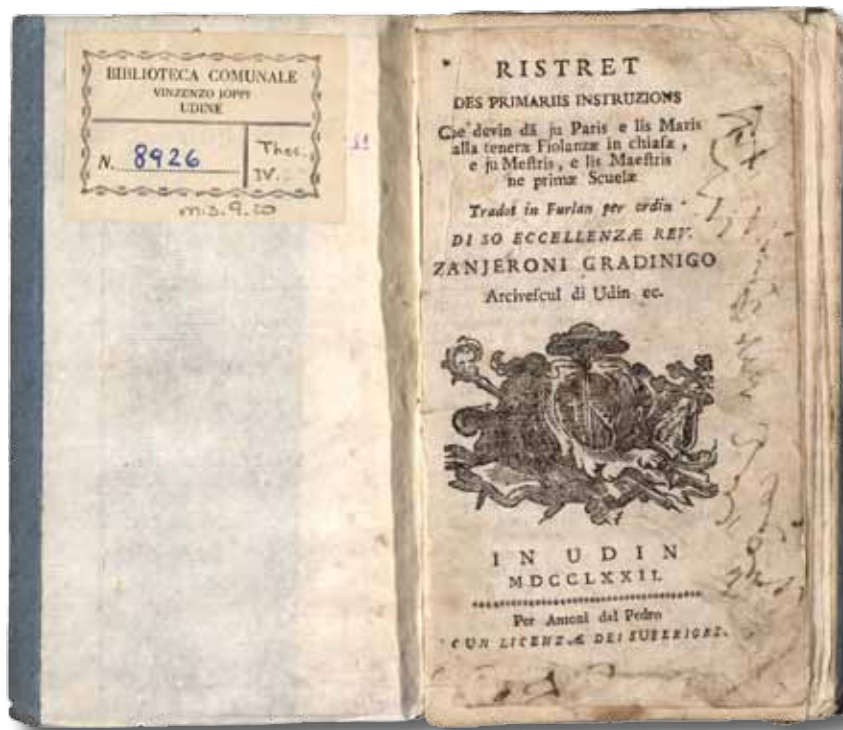 BIBLIOTECA COMUNALE
VINZENZO JOPPI
UDINE
N. 8926
Thes.
IV.
m.s.9.20
RISTRET
DES PRIMARIIS INSTRUZIONS
Che devin dâ ju Paris e lis Maris
alla teneræ Fiolanzæ in chiasæ ,
e ju Mestris, e lis Maestris
ne primæ Scuelæ
Tradot in Furlan per ordin
DI SO ECCELLENZÆ REV.
ZANJERONI GRADINIGO
Arcivescul di Udin ec.
IN UDIN
MDCCLXXII.
Per Antoni dal Pedro
CUN LICENZÆ DEI SUPERIORS.